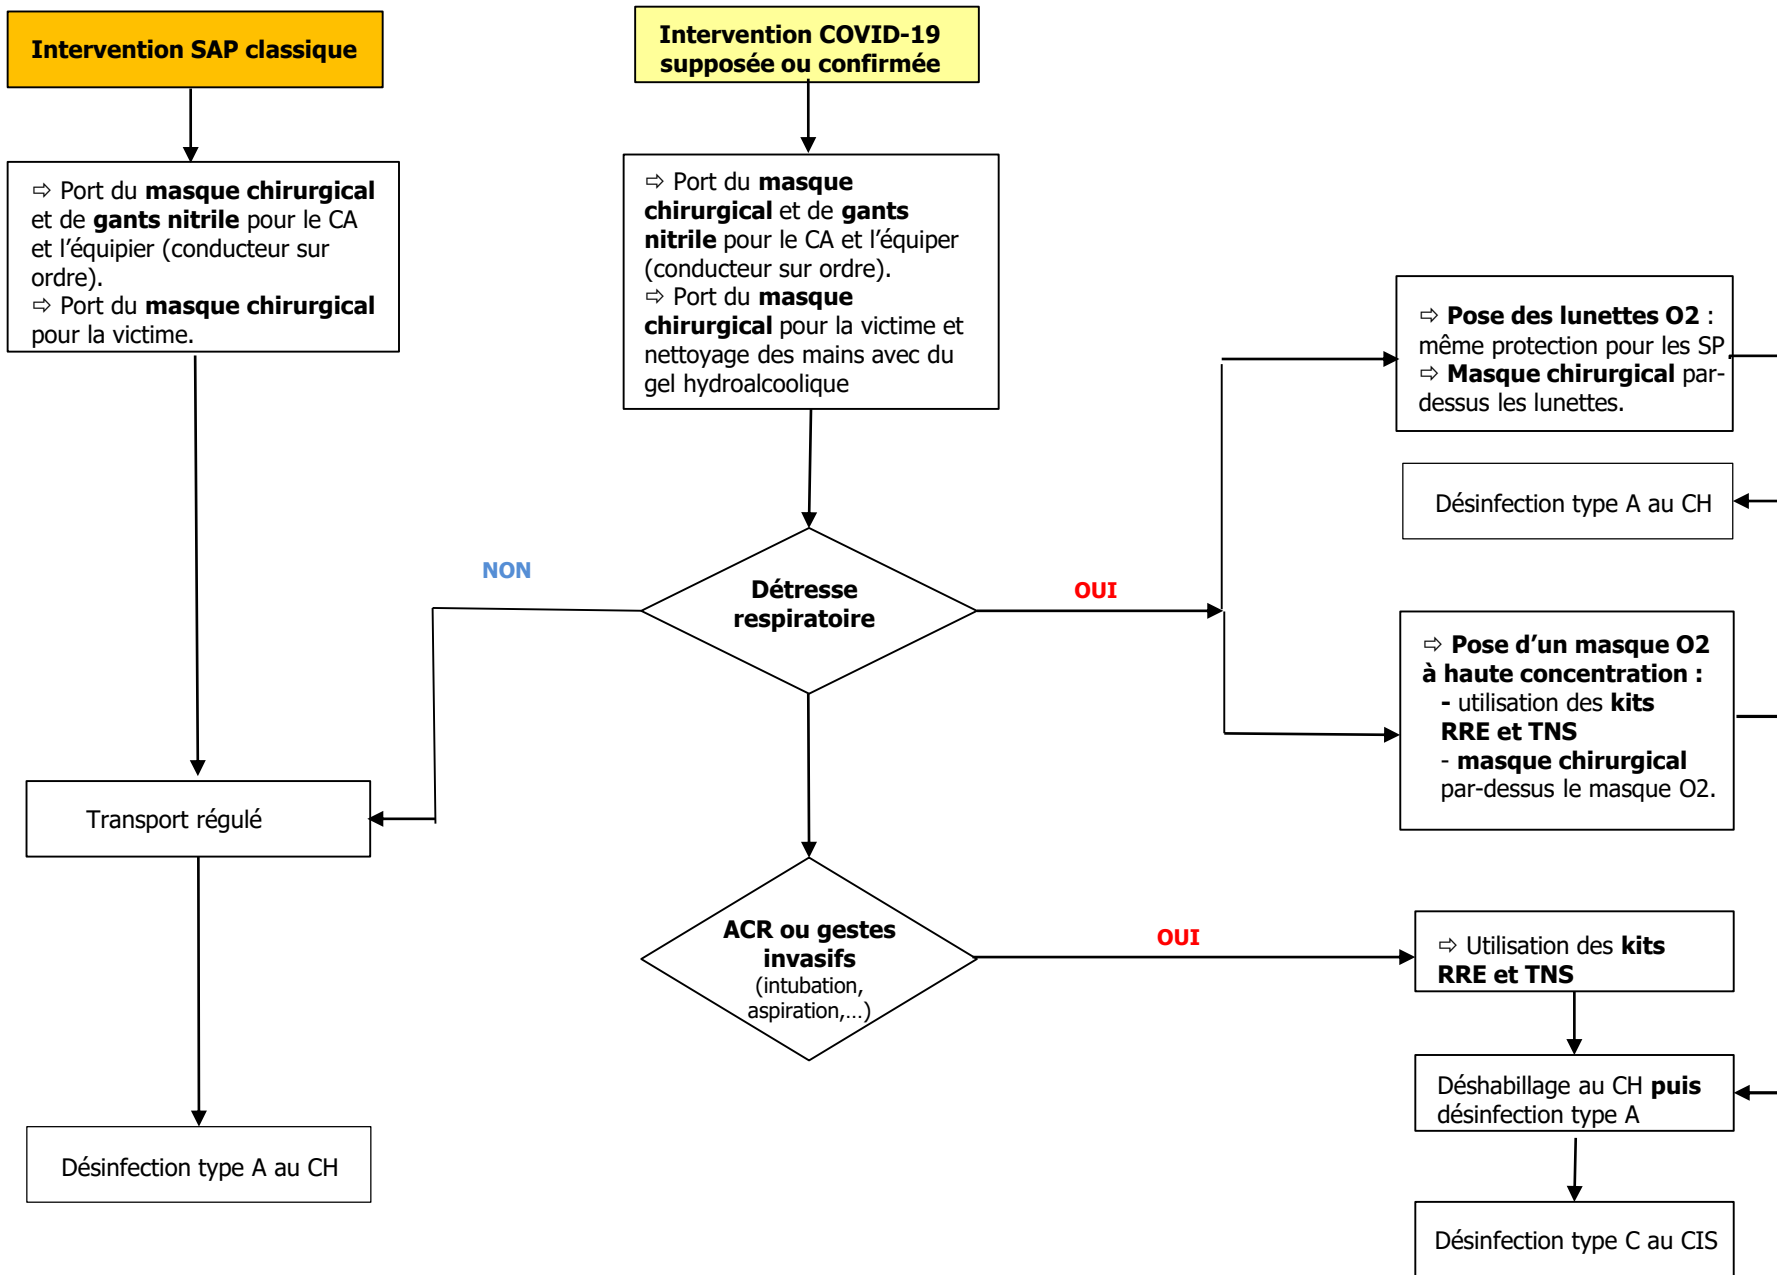 Intervention SAP classique
Intervention COVID-19
supposée ou confirmée
⇨ Port du masque chirurgical
et de gants nitrile pour le CA
et l’équipier (conducteur sur
ordre).
⇨ Port du masque chirurgical
pour la victime.
⇨ Port du masque
chirurgical et de gants
nitrile pour le CA et l’équiper
(conducteur sur ordre).
⇨ Port du masque
chirurgical pour la victime et
nettoyage des mains avec du
gel hydroalcoolique
⇨ Pose des lunettes O2 :
même protection pour les SP
⇨ Masque chirurgical par-
dessus les lunettes.
Désinfection type A au CH
NON
Détresse
respiratoire
OUI
⇨ Pose d’un masque O2
à haute concentration :
- utilisation des kits
RRE et TNS
- masque chirurgical
par-dessus le masque O2.
Transport régulé
ACR ou gestes
invasifs
(intubation,
aspiration,...)
OUI
⇨ Utilisation des kits
RRE et TNS
Déshabillage au CH puis
désinfection type A
Désinfection type A au CH
Désinfection type C au CIS